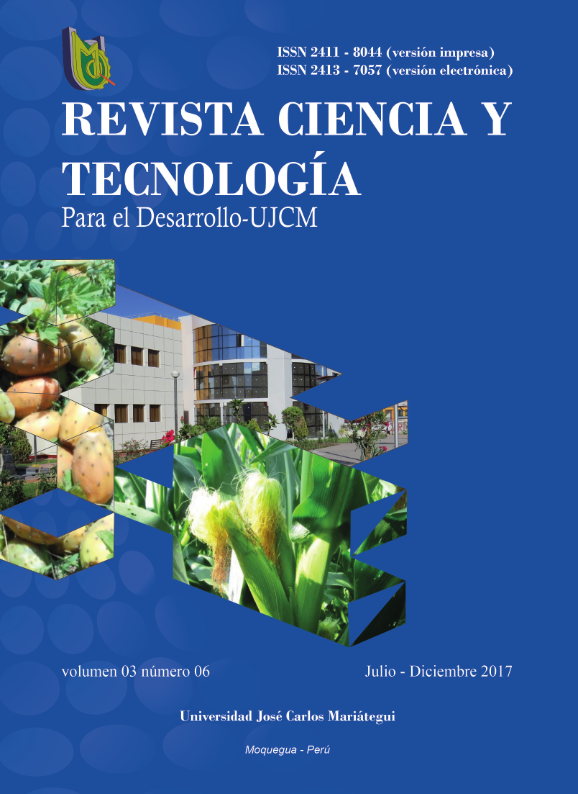 ISSN 2411 - 8044 (versión impresa)
ISSN 2413 - 7057 (versión electrónica)
REVISTA CIENCIA Y
TECNOLOGÍA
Para el Desarrollo-UJCM
volumen 03 número 06
Julio - Diciembre 2017
Universidad José Carlos Mariátegui
Moquegua - Perú